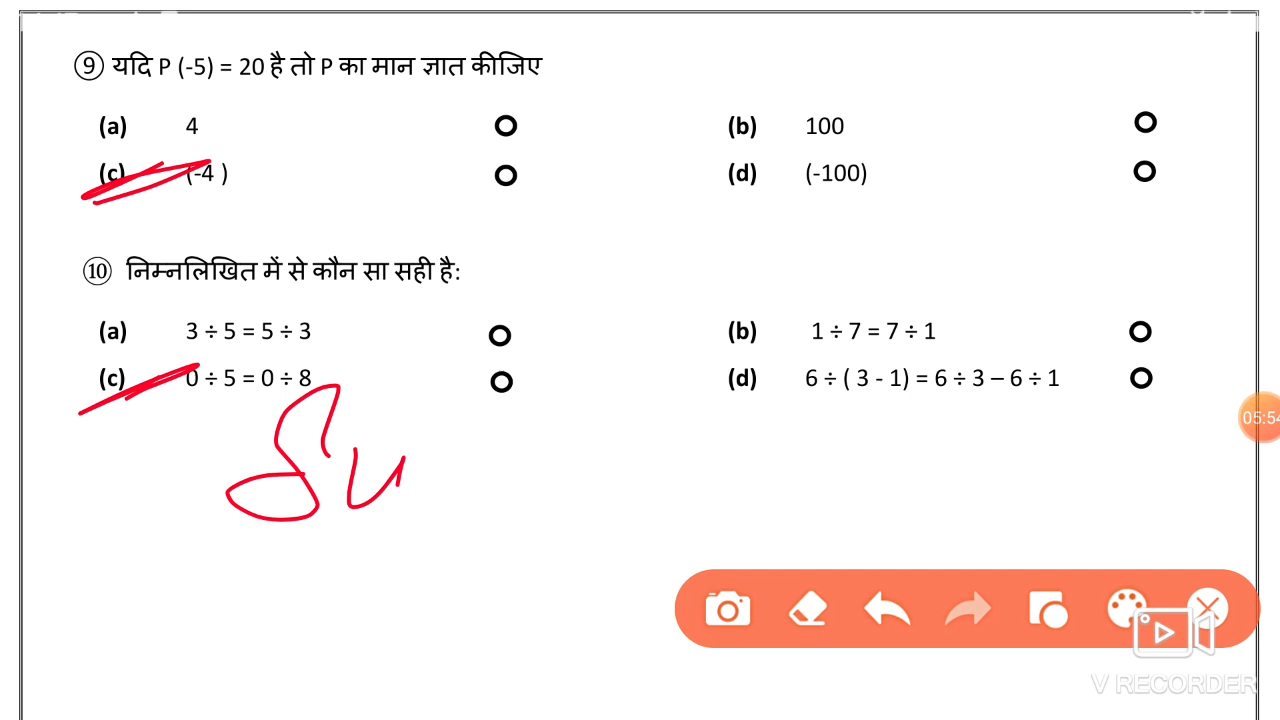 ⑨ यदि P (-5) = 20 है तो P का मान ज्ञात कीजिए
(a) 4 (b) 100
(c) (-4 ) (d) (-100)
⑩ निम्नलिखित में से कौन सा सही है:
(a) 3 ÷ 5 = 5 ÷ 3 (b) 1 ÷ 7 = 7 ÷ 1
(c) 0 ÷ 5 = 0 ÷ 8 (d) 6 ÷ ( 3 - 1) = 6 ÷ 3 – 6 ÷ 1
05:54
V RECORDER